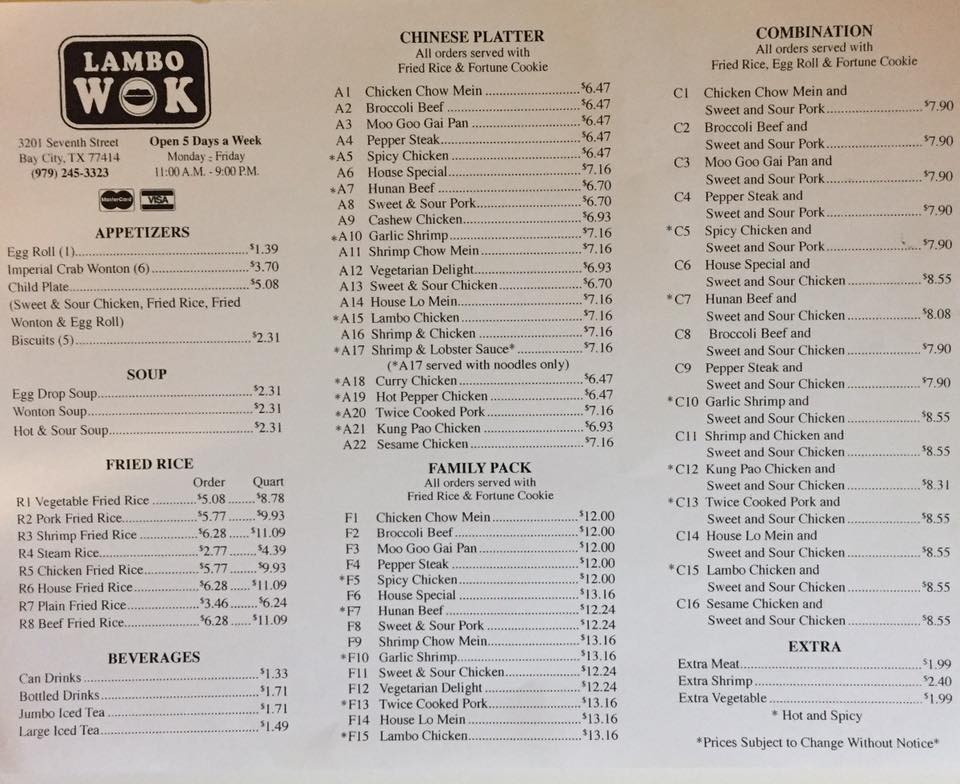 LAMBO
WOK
3201 Seventh Street
Bay City, TX 77414
(979) 245-3323
Open 5 Days a Week
Monday - Friday
11:00 A.M. - 9:00 P.M.
MasterCard VISA
APPETIZERS
Egg Roll (1) $1.39
Imperial Crab Wonton (6) $3.70
Child Plate $5.08
(Sweet & Sour Chicken, Fried Rice, Fried
Wonton & Egg Roll)
Biscuits (5) $2.31
SOUP
Egg Drop Soup $2.31
Wonton Soup $2.31
Hot & Sour Soup $2.31
FRIED RICE
Order Quart
R1 Vegetable Fried Rice $5.08 $8.78
R2 Pork Fried Rice $5.77 $9.93
R3 Shrimp Fried Rice $6.28 $11.09
R4 Steam Rice $2.77 $4.39
R5 Chicken Fried Rice $5.77 $9.93
R6 House Fried Rice $6.28 $11.09
R7 Plain Fried Rice $3.46 $6.24
R8 Beef Fried Rice $6.28 $11.09
BEVERAGES
Can Drinks $1.33
Bottled Drinks $1.71
Jumbo Iced Tea $1.71
Large Iced Tea $1.49
CHINESE PLATTER
All orders served with
Fried Rice & Fortune Cookie
A1 Chicken Chow Mein $6.47
A2 Broccoli Beef $6.47
A3 Moo Goo Gai Pan $6.47
A4 Pepper Steak $6.47
*A5 Spicy Chicken $6.47
A6 House Special $7.16
*A7 Hunan Beef $6.70
A8 Sweet & Sour Pork $6.70
A9 Cashew Chicken $6.93
*A10 Garlic Shrimp $7.16
A11 Shrimp Chow Mein $7.16
A12 Vegetarian Delight $6.93
A13 Sweet & Sour Chicken $6.70
A14 House Lo Mein $7.16
*A15 Lambo Chicken $7.16
A16 Shrimp & Chicken $7.16
*A17 Shrimp & Lobster Sauce* $7.16
(*A17 served with noodles only)
*A18 Curry Chicken $6.47
*A19 Hot Pepper Chicken $6.47
*A20 Twice Cooked Pork $7.16
*A21 Kung Pao Chicken $6.93
A22 Sesame Chicken $7.16
FAMILY PACK
All orders served with
Fried Rice & Fortune Cookie
F1 Chicken Chow Mein $12.00
F2 Broccoli Beef $12.00
F3 Moo Goo Gai Pan $12.00
F4 Pepper Steak $12.00
*F5 Spicy Chicken $12.00
F6 House Special $13.16
*F7 Hunan Beef $12.24
F8 Sweet & Sour Pork $12.24
F9 Shrimp Chow Mein $13.16
*F10 Garlic Shrimp $13.16
F11 Sweet & Sour Chicken $12.24
F12 Vegetarian Delight $12.24
*F13 Twice Cooked Pork $13.16
F14 House Lo Mein $13.16
*F15 Lambo Chicken $13.16
COMBINATION
All orders served with
Fried Rice, Egg Roll & Fortune Cookie
C1 Chicken Chow Mein and
Sweet and Sour Pork $7.90
C2 Broccoli Beef and
Sweet and Sour Pork $7.90
C3 Moo Goo Gai Pan and
Sweet and Sour Pork $7.90
C4 Pepper Steak and
Sweet and Sour Pork $7.90
*C5 Spicy Chicken and
Sweet and Sour Pork $7.90
C6 House Special and
Sweet and Sour Chicken $8.55
*C7 Hunan Beef and
Sweet and Sour Chicken $8.08
C8 Broccoli Beef and
Sweet and Sour Chicken $7.90
C9 Pepper Steak and
Sweet and Sour Chicken $7.90
*C10 Garlic Shrimp and
Sweet and Sour Chicken $8.55
C11 Shrimp and Chicken and
Sweet and Sour Chicken $8.55
*C12 Kung Pao Chicken and
Sweet and Sour Chicken $8.31
*C13 Twice Cooked Pork and
Sweet and Sour Chicken $8.55
C14 House Lo Mein and
Sweet and Sour Chicken $8.55
*C15 Lambo Chicken and
Sweet and Sour Chicken $8.55
C16 Sesame Chicken and
Sweet and Sour Chicken $8.55
EXTRA
Extra Meat $1.99
Extra Shrimp $2.40
Extra Vegetable $1.99
* Hot and Spicy
*Prices Subject to Change Without Notice*